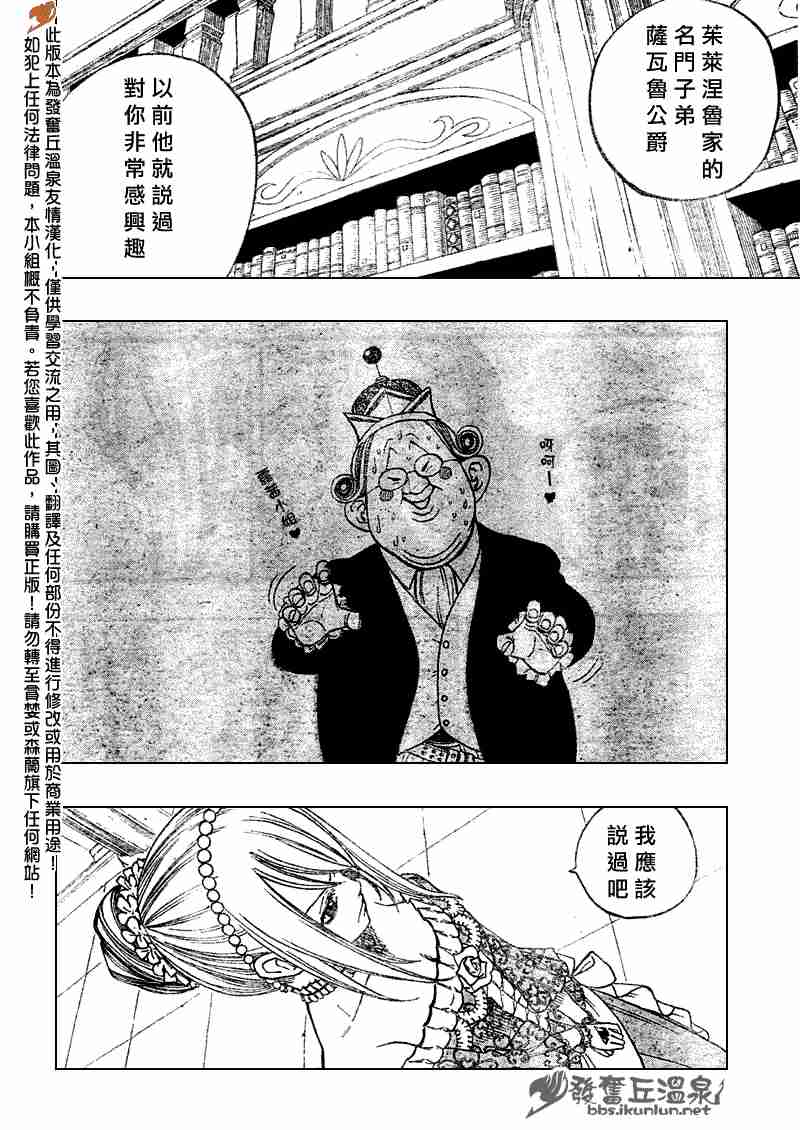 茱萊涅魯家的
名門子弟
薩瓦魯公爵
以前他就說過
對你非常感興趣
呀呵ー♥
露茜小姐♥
我應該
說過吧
此版本為發奮丘溫泉友情漢化，僅供學習交流之用，其圖、翻譯及任何部份不得進行修改或用於商業用途！
如犯上任何法律問題，本小組概不負責。若您喜歡此作品，請購買正版！請勿轉至貪婪或森蘭旗下任何網站！
發奮丘溫泉
bbs.ikunlun.net